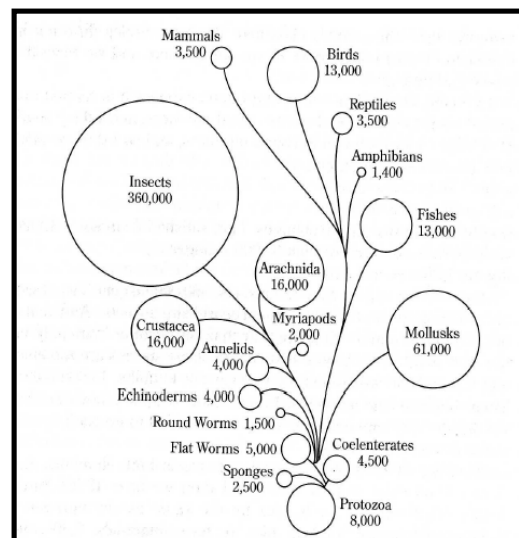 Mammals
3,500
Birds
13,000
Reptiles
3,500
Amphibians
1,400
Insects
360,000
Fishes
13,000
Arachnida
16,000
Crustacea
16,000
Myriapods
2,000
Mollusks
61,000
Annelids
4,000
Echinoderms 4,000
Round Worms 1,500
Flat Worms 5,000
Coelenterates
4,500
Sponges
2,500
Protozoa
8,000